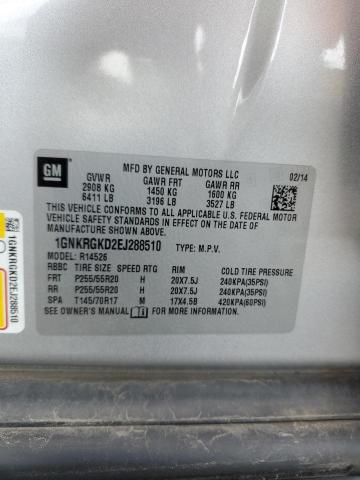 GM
MFD BY GENERAL MOTORS LLC 02/14
GVWR GAWR FRT GAWR RR
2908 KG 1450 KG 1600 KG
6411 LB 3196 LB 3527 LB
THIS VEHICLE CONFORMS TO ALL APPLICABLE U.S. FEDERAL MOTOR
VEHICLE SAFETY STANDARDS IN EFFECT ON THE DATE OF
MANUFACTURE SHOWN ABOVE.
1GNKRGKD2EJ288510 TYPE: M.P.V.
MODEL: R14526
RBBC TIRE SIZE SPEED RTG RIM COLD TIRE PRESSURE
FRT P255/55R20 H 20X7.5J 240KPA(35PSI)
RR P255/55R20 H 20X7.5J 240KPA(35PSI)
SPA T145/70R17 M 17X4.5B 420KPA(60PSI)
SEE OWNER'S MANUAL FOR MORE INFORMATION.
1GNKRGKD2EJ288510